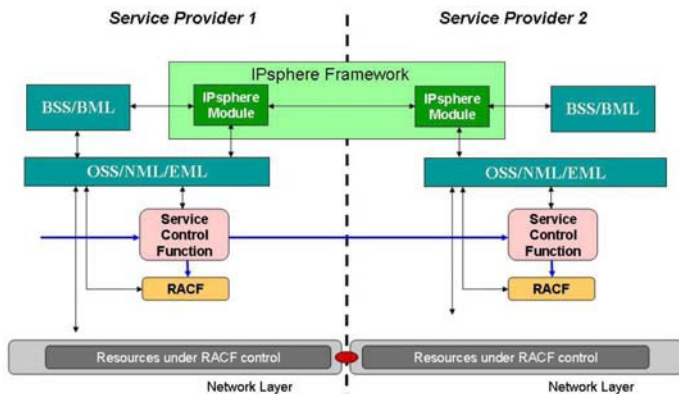 Service Provider 1
Service Provider 2
IPsphere Framework
BSS/BML
IPsphere
Module
IPsphere
Module
BSS/BML
OSS/NML/EML
OSS/NML/EML
Service
Control
Function
Service
Control
Function
RACF
RACF
Resources under RACF control
Resources under RACF control
Network Layer
Network Layer